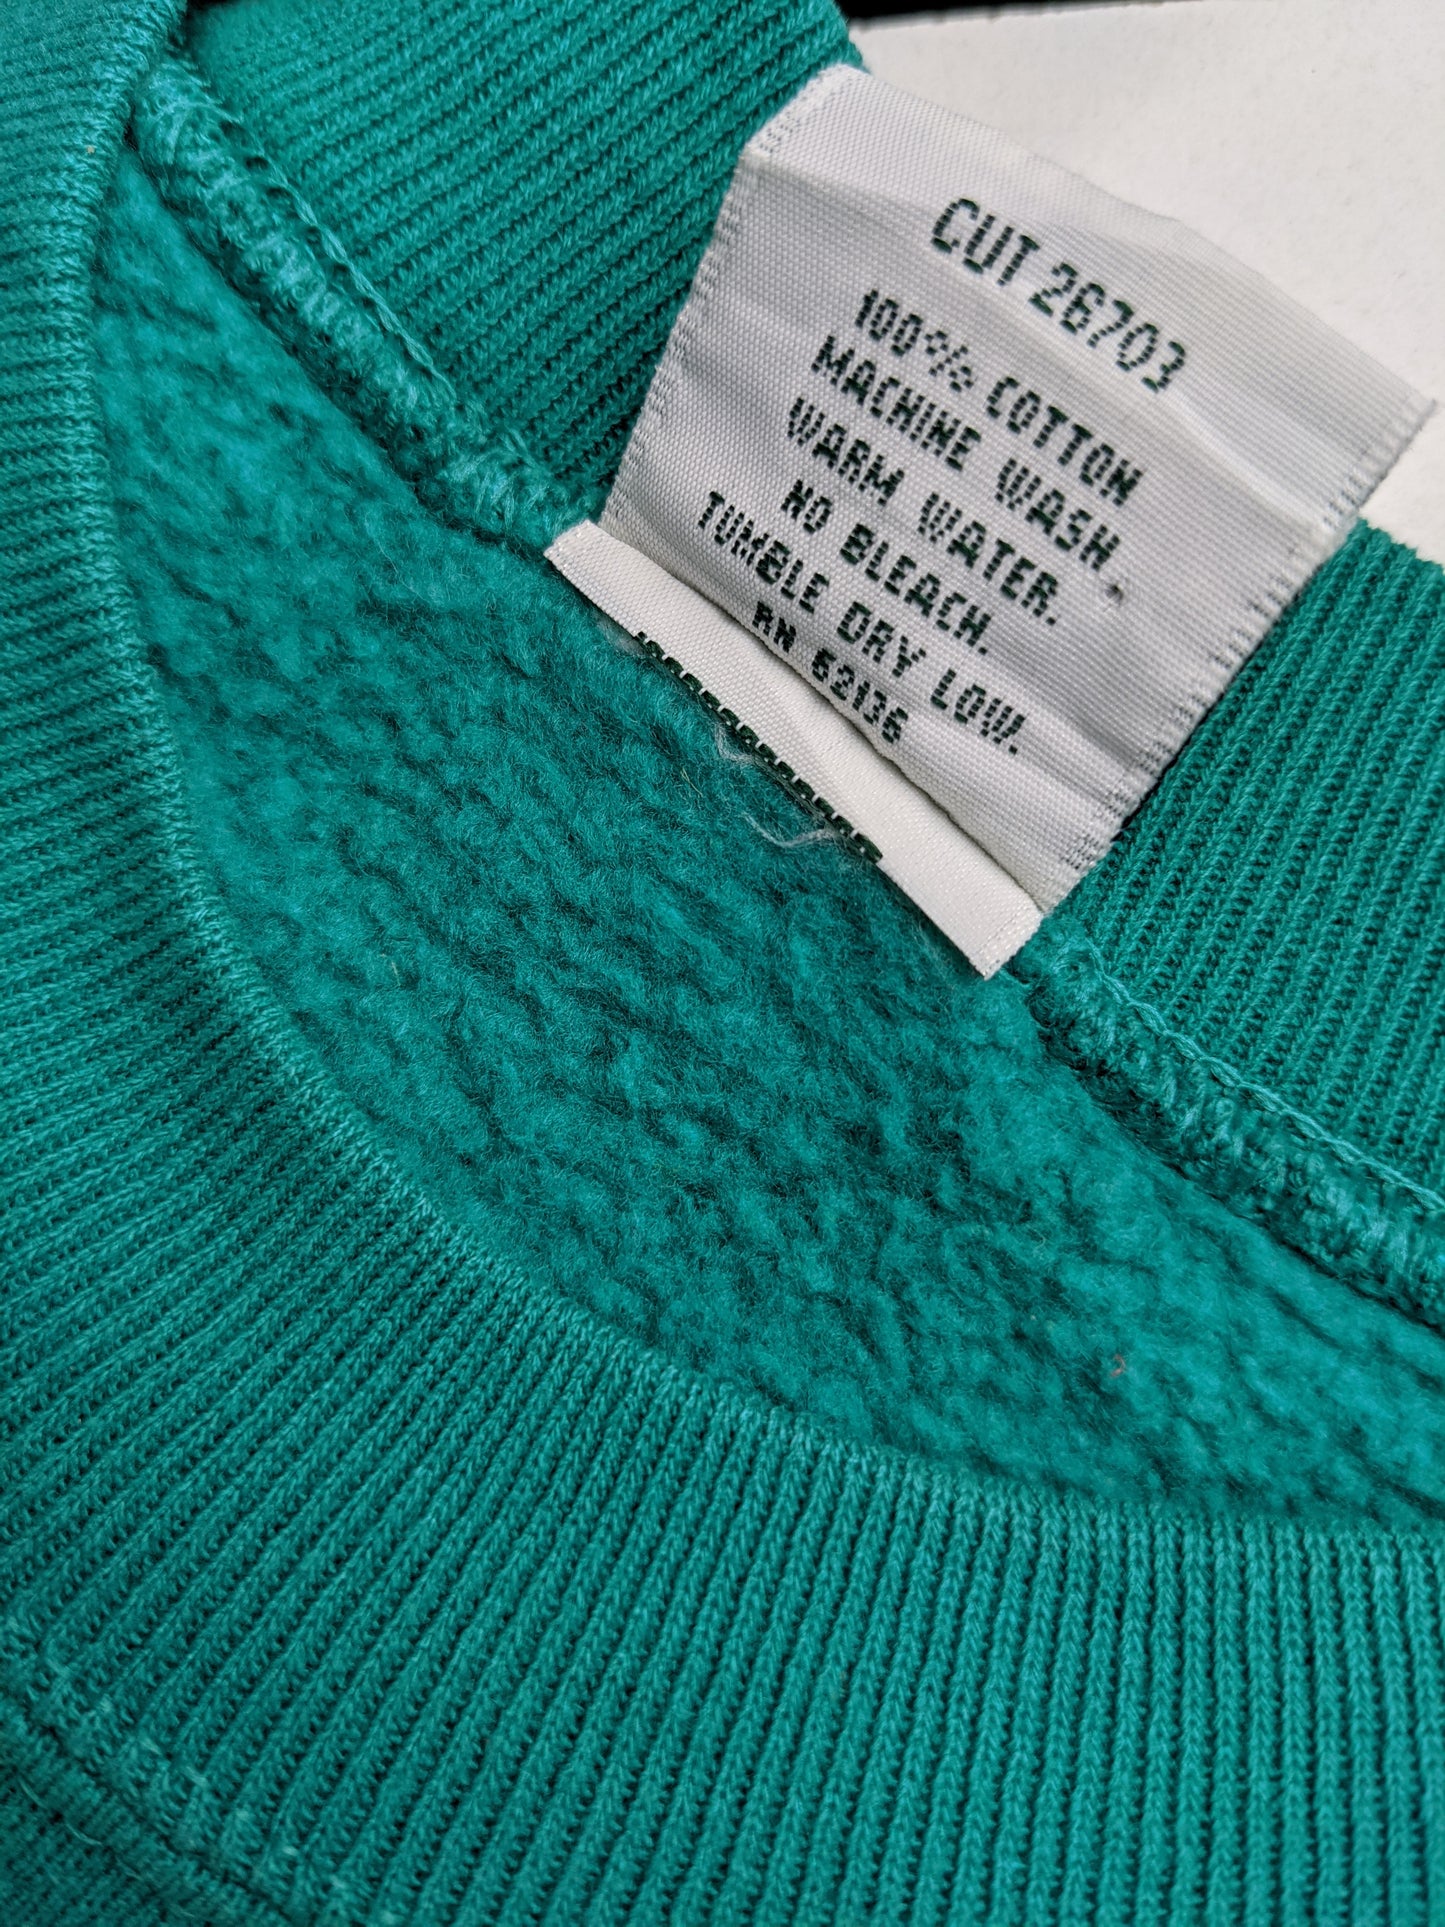 CUT 26703
100% COTTON
MACHINE WASH,
WARM WATER.
NO BLEACH.
TUMBLE DRY LOW.
RN 62136